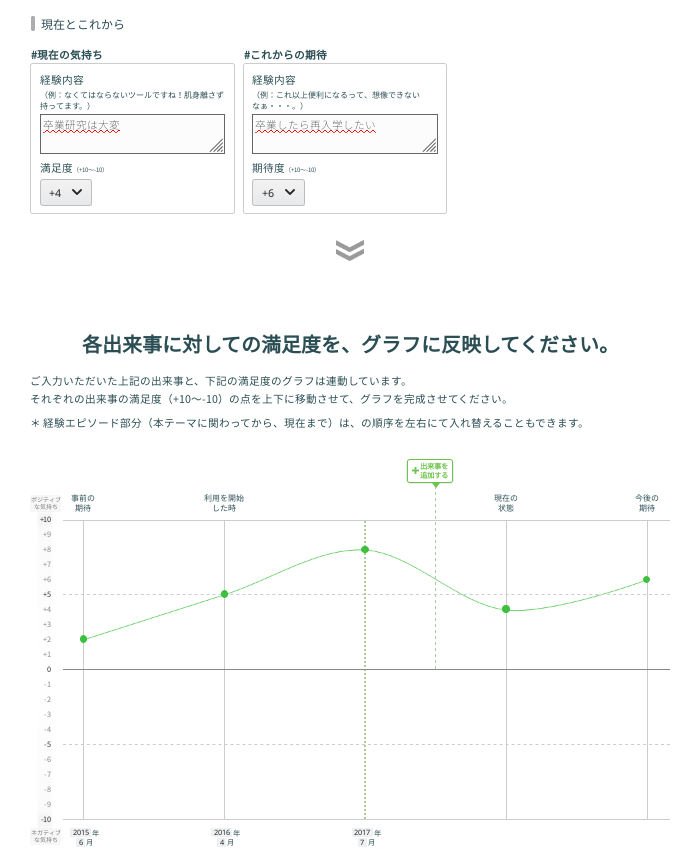 現在とこれから
#現在の気持ち
#これからの期待
経験内容
（例：なくてはならないツールですね！肌身離さず
持ってます。）
卒業研究は大変
満足度 （+10〜-10）
+4
経験内容
（例：これ以上便利になるって、想像できない
なぁ・・・。）
卒業したら再入学したい
期待度 （+10〜-10）
+6
各出来事に対しての満足度を、グラフに反映してください。
ご入力いただいた上記の出来事と、下記の満足度のグラフは連動しています。
それぞれの出来事の満足度（+10〜-10）の点を上下に移動させて、グラフを完成させてください。
＊ 経験エピソード部分（本テーマに関わってから、現在まで）は、の順序を左右にて入れ替えることもできます。
+出来事を
追加する
ポジティブ
な気持ち
事前の
期待
利用を開始
した時
現在の
状態
今後の
期待
+10
+9
+8
+7
+6
+5
+4
+3
+2
+1
0
-1
-2
-3
-4
-5
-6
-7
-8
-9
-10
ネガティブ
な気持ち
2015 年
6 月
2016 年
4 月
2017 年
7 月